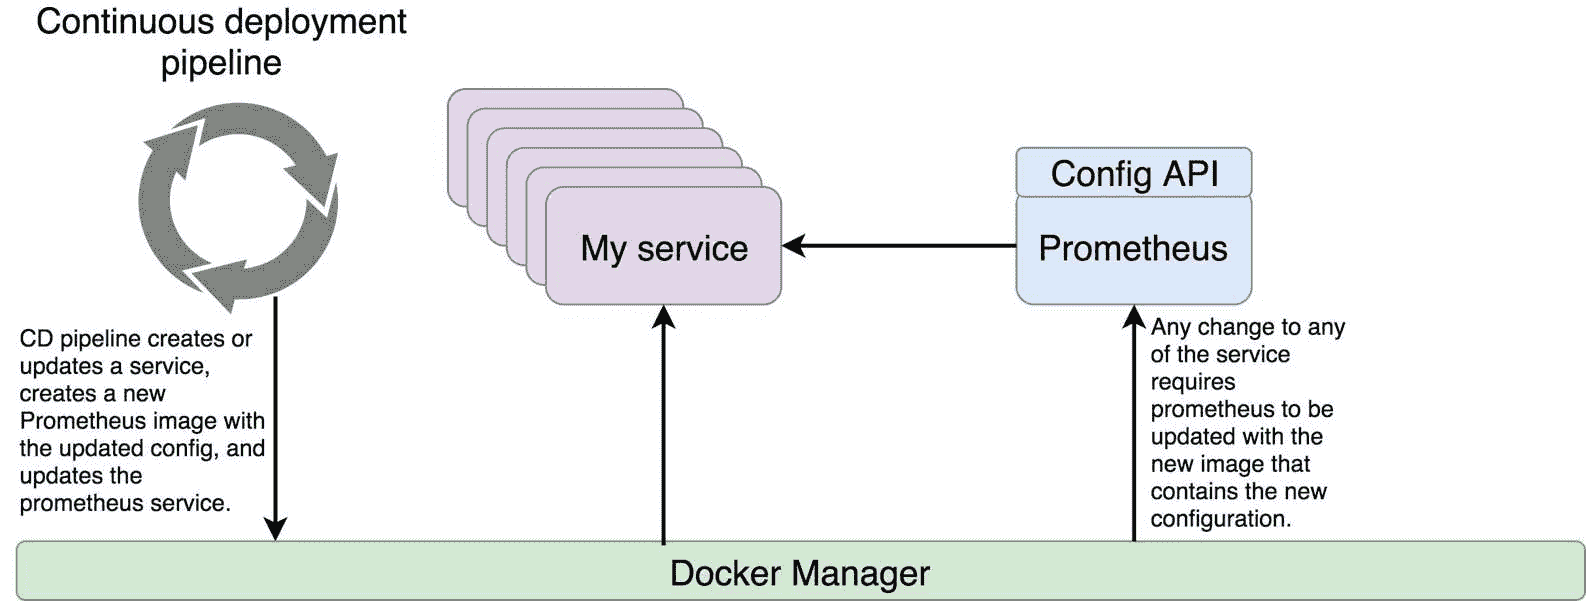 Continuous deployment
pipeline
My service
Config API
Prometheus
CD pipeline creates or
updates a service,
creates a new
Prometheus image with
the updated config, and
updates the
prometheus service.
Any change to any
of the service
requires
prometheus to be
updated with the
new image that
contains the new
configuration.
Docker Manager